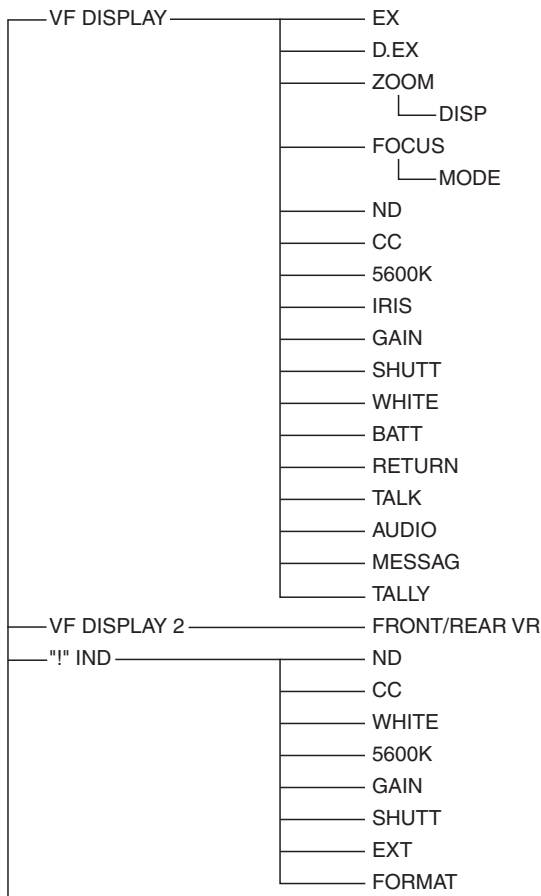 VF DISPLAY EX
D.EX
ZOOM
DISP
FOCUS
MODE
ND
CC
5600K
IRIS
GAIN
SHUTT
WHITE
BATT
RETURN
TALK
AUDIO
MESSAG
TALLY
VF DISPLAY 2 FRONT/REAR VR
"!" IND ND
CC
WHITE
5600K
GAIN
SHUTT
EXT
FORMAT